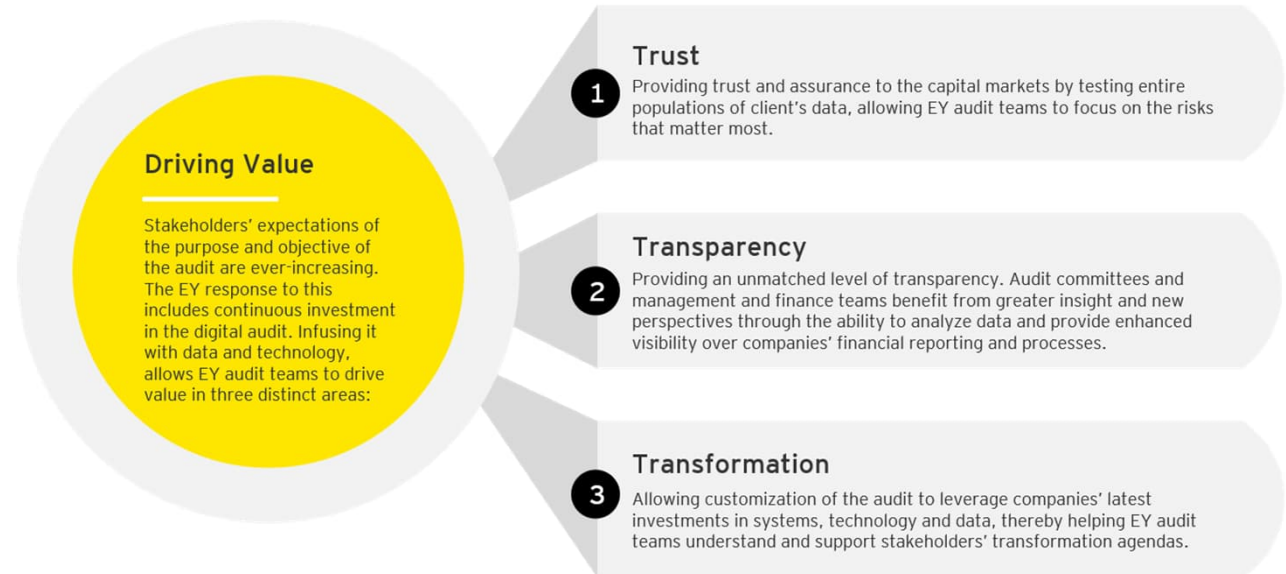 Driving Value
Stakeholders' expectations of
the purpose and objective of
the audit are ever-increasing.
The EY response to this
includes continuous investment
in the digital audit. Infusing it
with data and technology,
allows EY audit teams to drive
value in three distinct areas:
1
Trust
Providing trust and assurance to the capital markets by testing entire
populations of client's data, allowing EY audit teams to focus on the risks
that matter most.
2
Transparency
Providing an unmatched level of transparency. Audit committees and
management and finance teams benefit from greater insight and new
perspectives through the ability to analyze data and provide enhanced
visibility over companies' financial reporting and processes.
3
Transformation
Allowing customization of the audit to leverage companies' latest
investments in systems, technology and data, thereby helping EY audit
teams understand and support stakeholders' transformation agendas.